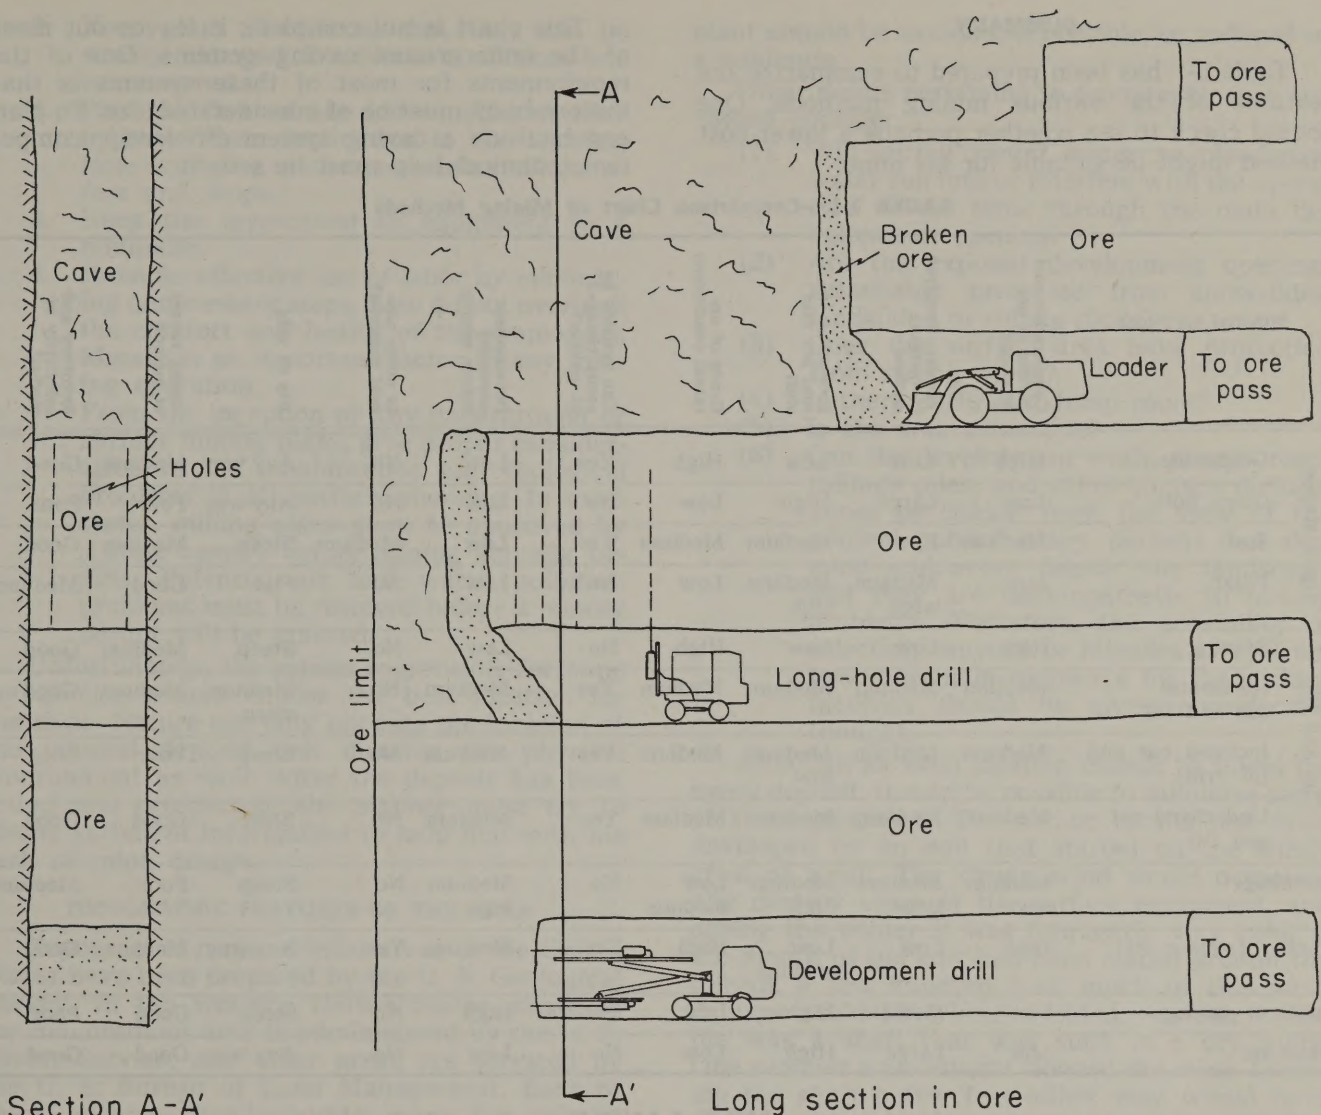 A
To ore
pass
Cave
Cave
Broken
ore
Ore
Loader
To ore
pass
Holes
Ore
Ore
Ore limit
Long-hole drill
To ore
pass
Ore
Ore
Development drill
To ore
pass
A'
Section A-A'
Long section in ore